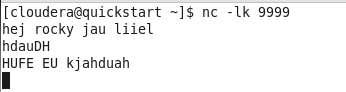 [cloudera@quickstart ~]$ nc -lk 9999
hej rocky jau liiel
hdauDH
HUFE EU kjahduah